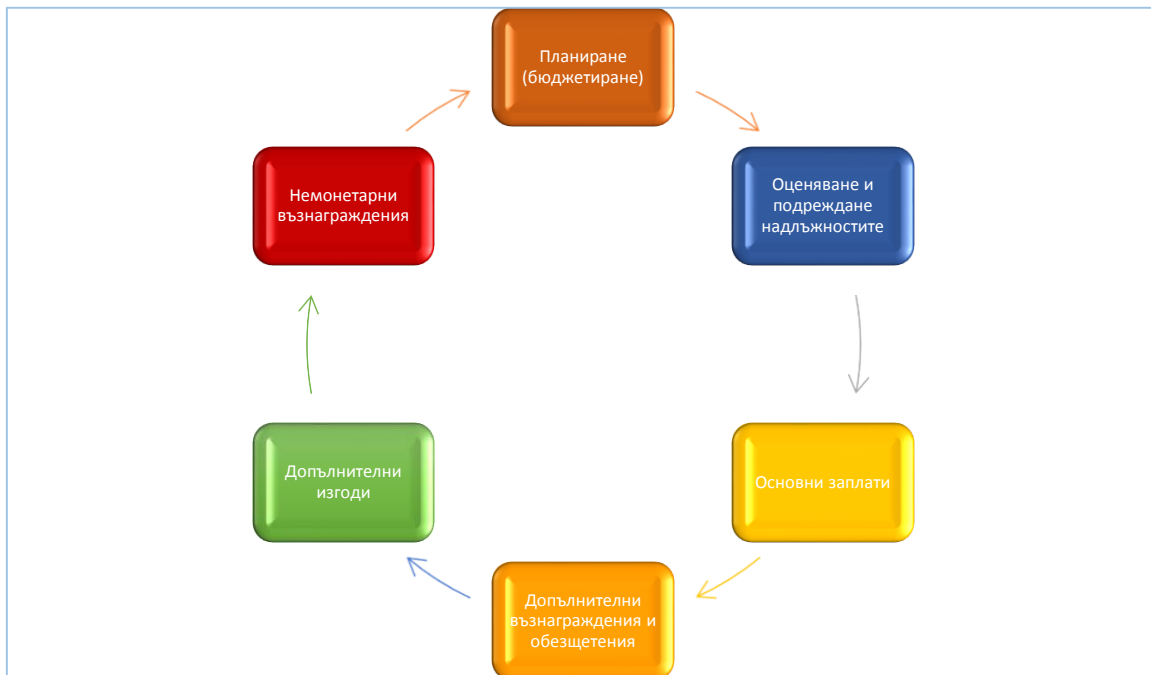 Планиране
(бюджетиране)
Оценяване и
подреждане
надлъжностите
Основни заплати
Допълнителни
възнаграждения и
обезщетения
Допълнителни
изгоди
Немонетарни
възнаграждения